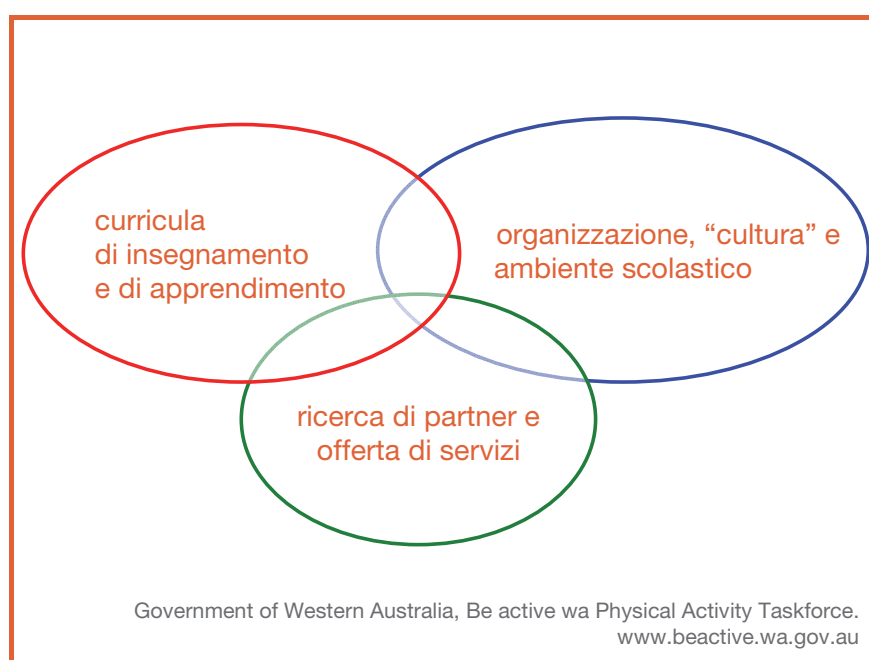 curricula
di insegnamento
e di apprendimento
organizzazione, “cultura” e
ambiente scolastico
ricerca di partner e
offerta di servizi
Government of Western Australia, Be active wa Physical Activity Taskforce.
www.beactive.wa.gov.au